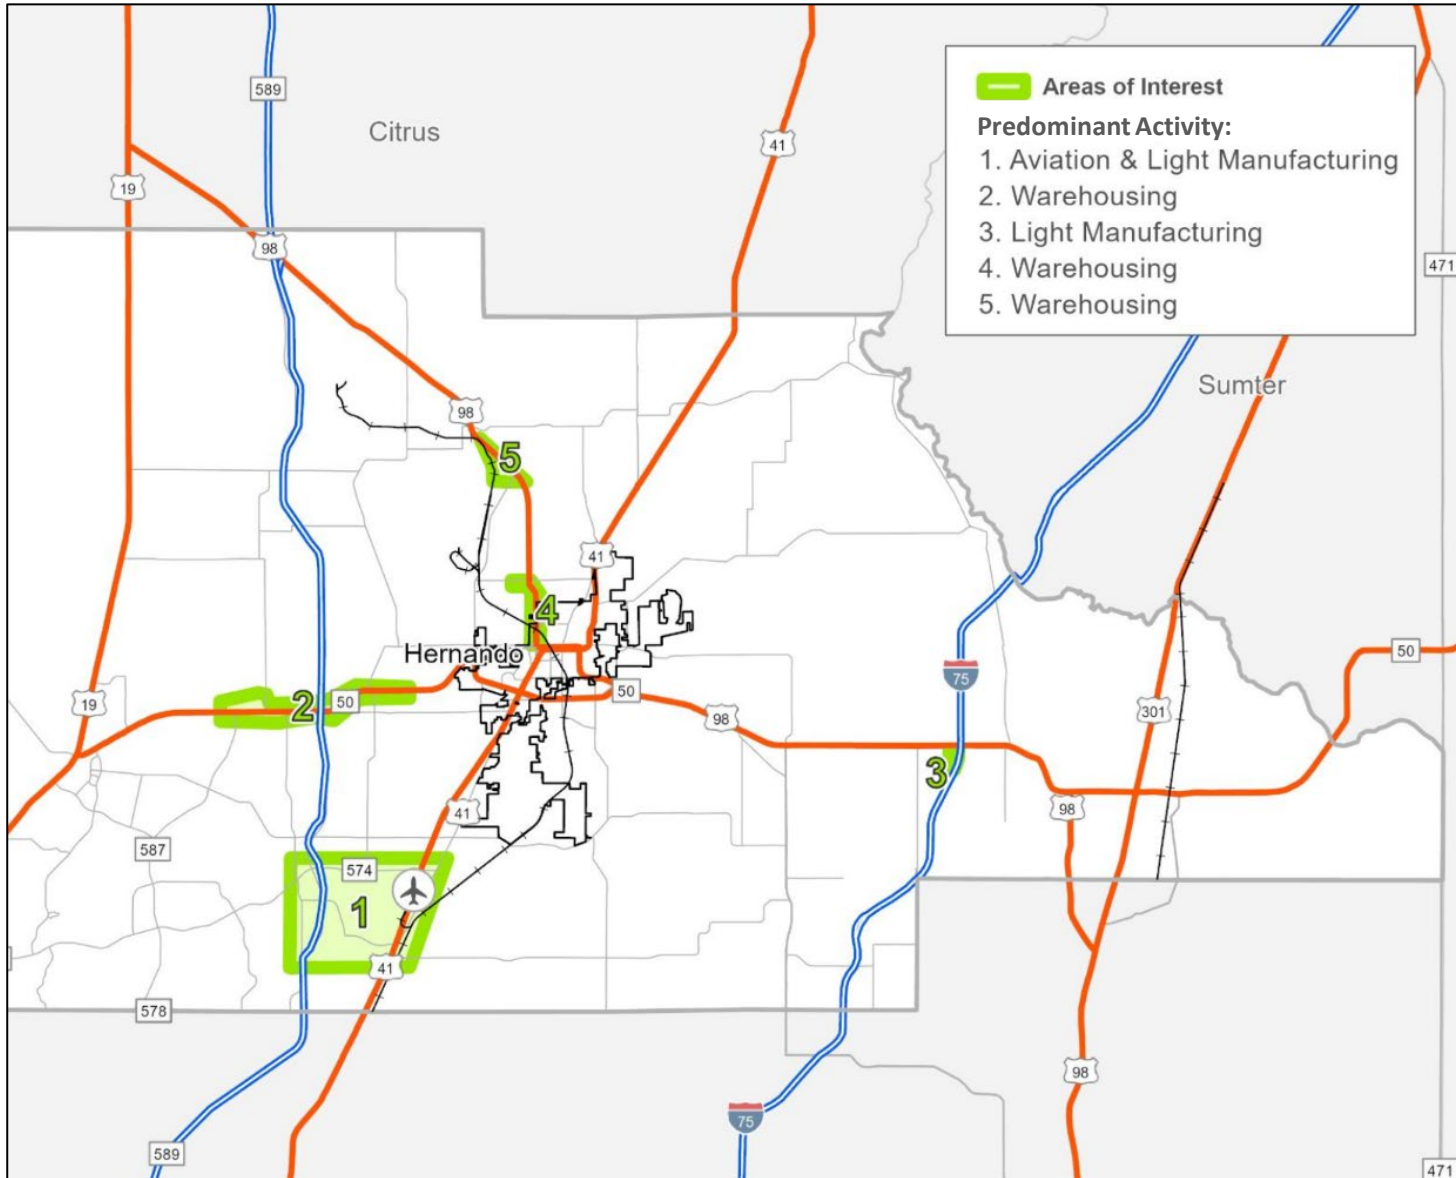 589
Areas of Interest
Predominant Activity:
1. Aviation & Light Manufacturing
2. Warehousing
3. Light Manufacturing
4. Warehousing
5. Warehousing
Citrus
41
19
98
471
Sumter
98
5
41
4
Hernando
50
75
19
2
50
50
98
301
3
41
98
587
574
1
41
578
98
75
589
471